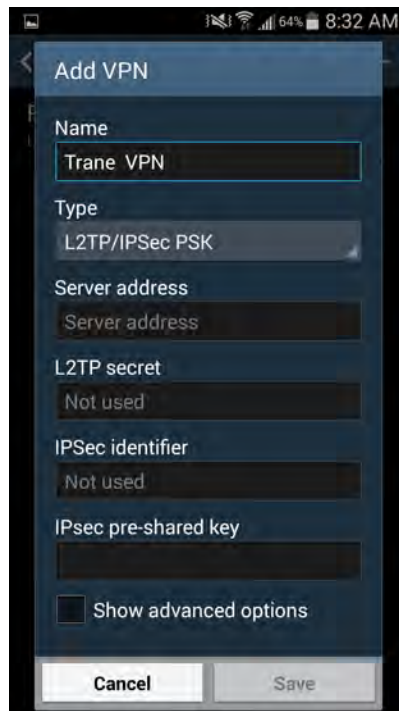 64% 8:32 AM
Add VPN
Name
Trane VPN
Type
L2TP/IPSec PSK
Server address
Server address
L2TP secret
Not used
IPSec identifier
Not used
IPsec pre-shared key
Show advanced options
Cancel Save